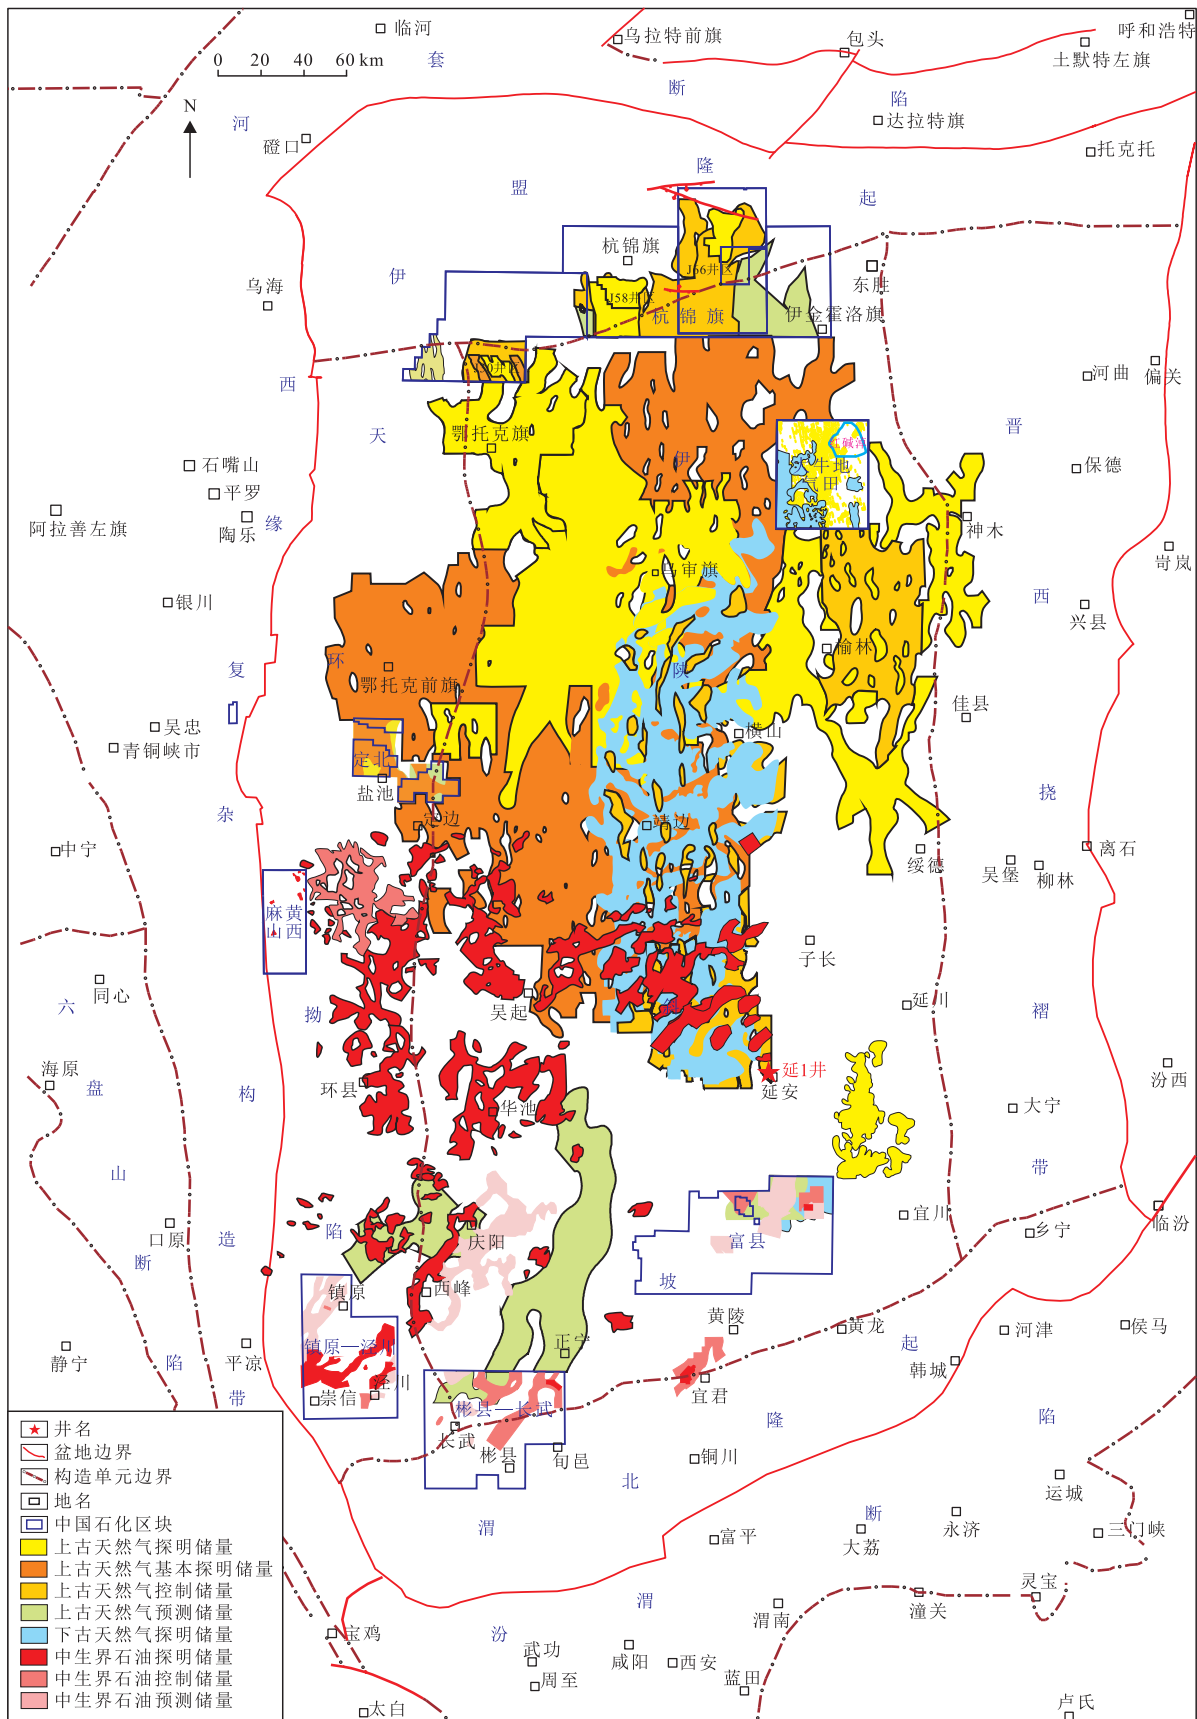 临河
乌拉特前旗
包头
呼和浩特
土默特左旗
0 20 40 60 km
套
断
陷
河
N
磴口
达拉特旗
托克托
隆
盟
起
杭锦旗
伊
乌海
J66井区
J58井区
杭锦旗
东胜
伊金霍洛旗
J30井区
河曲
偏关
西
天
鄂托克旗
伊
红碱淖
大牛地
气田
晋
石嘴山
平罗
陶乐
阿拉善左旗
缘
保德
神木
岢岚
乌审旗
银川
西
兴县
榆林
复
环
鄂托克前旗
陕
佳县
吴忠
青铜峡市
横山
定北
盐池
杂
定边
靖边
挠
中宁
绥德
吴堡
柳林
离石
麻黄
山西
子长
同心
六
拗
吴起
斜
延川
褶
海原
盘
构
环县
华池
延1井
延安
大宁
汾西
山
带
口原
断
造
陷
庆阳
富县
宜川
乡宁
临汾
镇原
西峰
坡
黄陵
黄龙
起
河津
侯马
静宁
陷
平凉
镇原—泾川
正宁
韩城
带
崇信
泾川
彬县—长武
宜君
隆
陷
长武
彬县
旬邑
铜川
北
运城
渭
断
永济
三门峡
富平
大荔
灵宝
渭
渭南
潼关
汾
宝鸡
武功
周至
咸阳
西安
蓝田
太白
卢氏
井名
盆地边界
构造单元边界
地名
中国石化区块
上古天然气探明储量
上古天然气基本探明储量
上古天然气控制储量
上古天然气预测储量
下古天然气探明储量
中生界石油探明储量
中生界石油控制储量
中生界石油预测储量